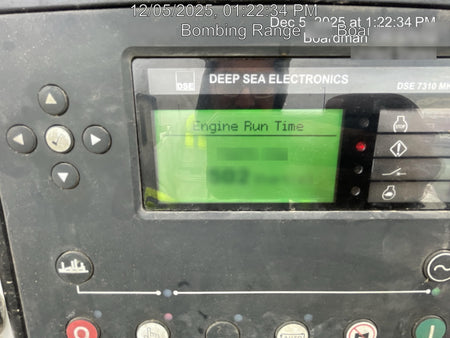 12/05/2025, 01:22:34 PM
Dec 5, 2025 at 1:22:34 PM
Bombing Range
Boardman
DSE
DEEP SEA ELECTRONICS
DSE 7310 MK
Engine Run Time